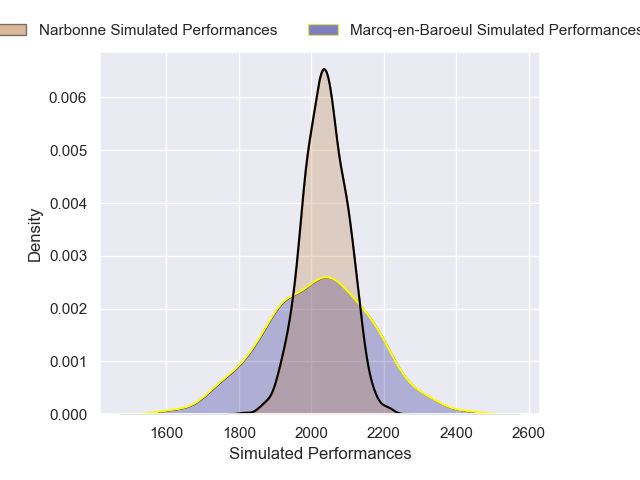 Narbonne Simulated Performances
Marcq-en-Baroeul Simulated Performances
0.006
0.005
0.004
0.003
0.002
0.001
0.000
Density
1600 1800 2000 2200 2400 2600
Simulated Performances